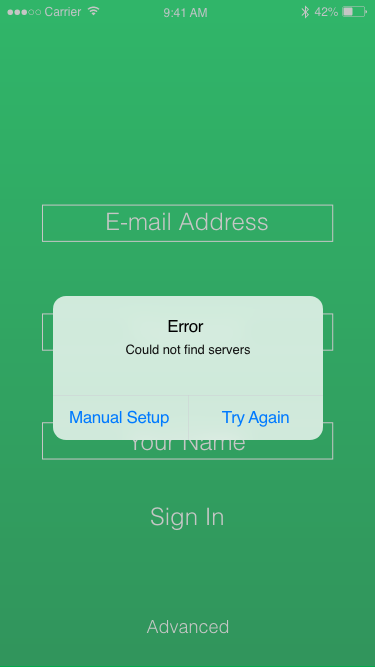 Carrier 9:41 AM 42%
E-mail Address
Error
Could not find servers
Manual Setup Try Again
Your Name
Sign In
Advanced